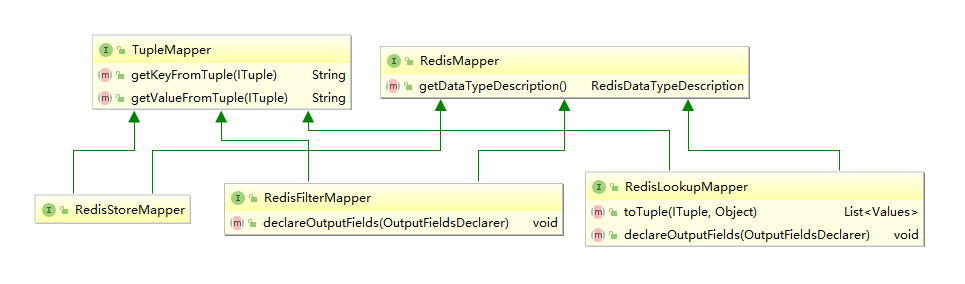 TupleMapper
getKeyFromTuple(ITuple) String
getValueFromTuple(ITuple) String
RedisMapper
getDataTypeDescription() RedisDataTypeDescription
RedisStoreMapper
RedisFilterMapper
declareOutputFields(OutputFieldsDeclarer) void
RedisLookupMapper
toTuple(ITuple, Object) List<Values>
declareOutputFields(OutputFieldsDeclarer) void